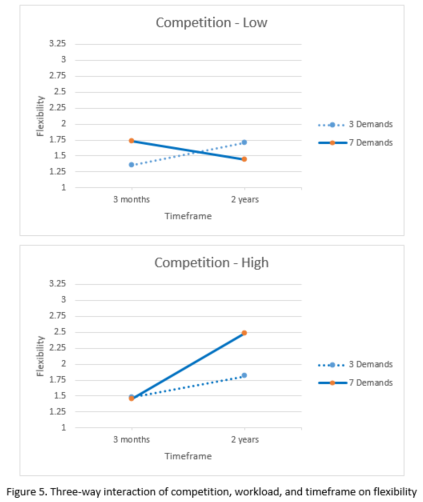 Competition - Low
3.25
3
2.75
2.5
2.25
2
1.75
1.5
1.25
1
Flexibility
3 months
2 years
Timeframe
3 Demands
7 Demands
Competition - High
3.25
3
2.75
2.5
2.25
2
1.75
1.5
1.25
1
Flexibility
3 months
2 years
Timeframe
3 Demands
7 Demands
Figure 5. Three-way interaction of competition, workload, and timeframe on flexibility